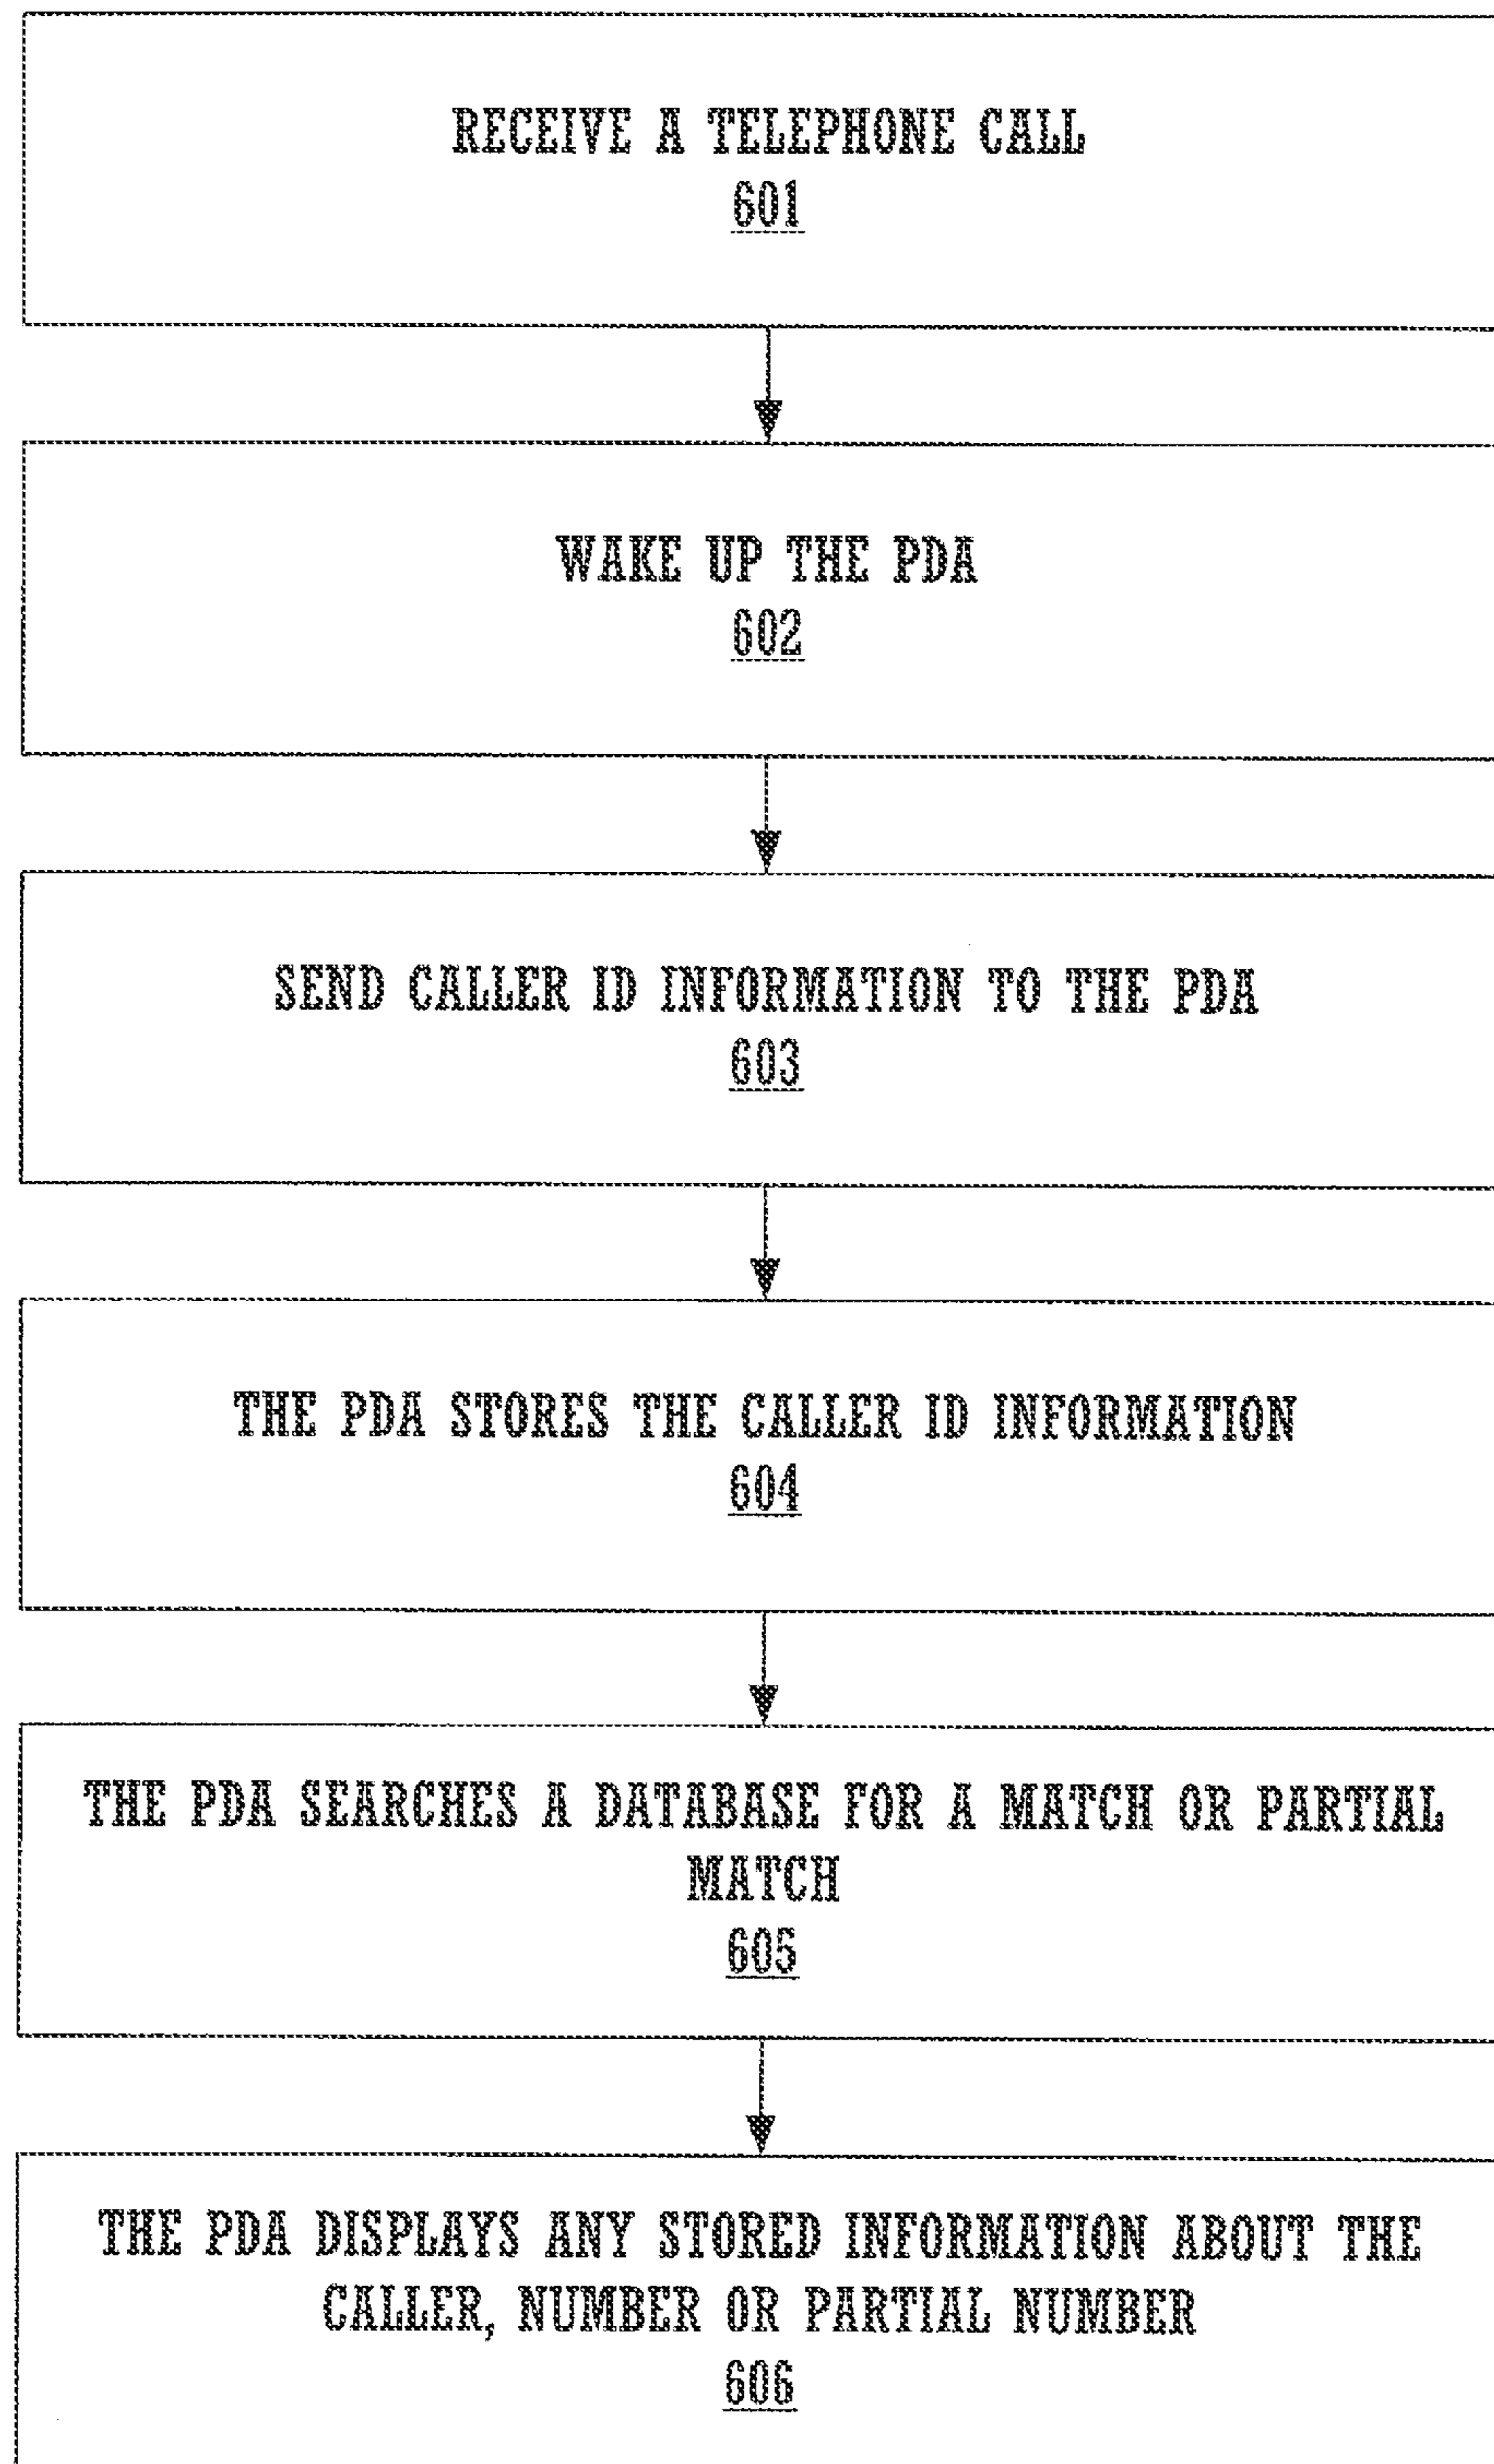 RECEIVE A TELEPHONE CALL
601
WAKE UP THE PDA
602
SEND CALLER ID INFORMATION TO THE PDA
603
THE PDA STORES THE CALLER ID INFORMATION
604
THE PDA SEARCHES A DATABASE FOR A MATCH OR PARTIAL
MATCH
605
THE PDA DISPLAYS ANY STORED INFORMATION ABOUT THE
CALLER, NUMBER OR PARTIAL NUMBER
606